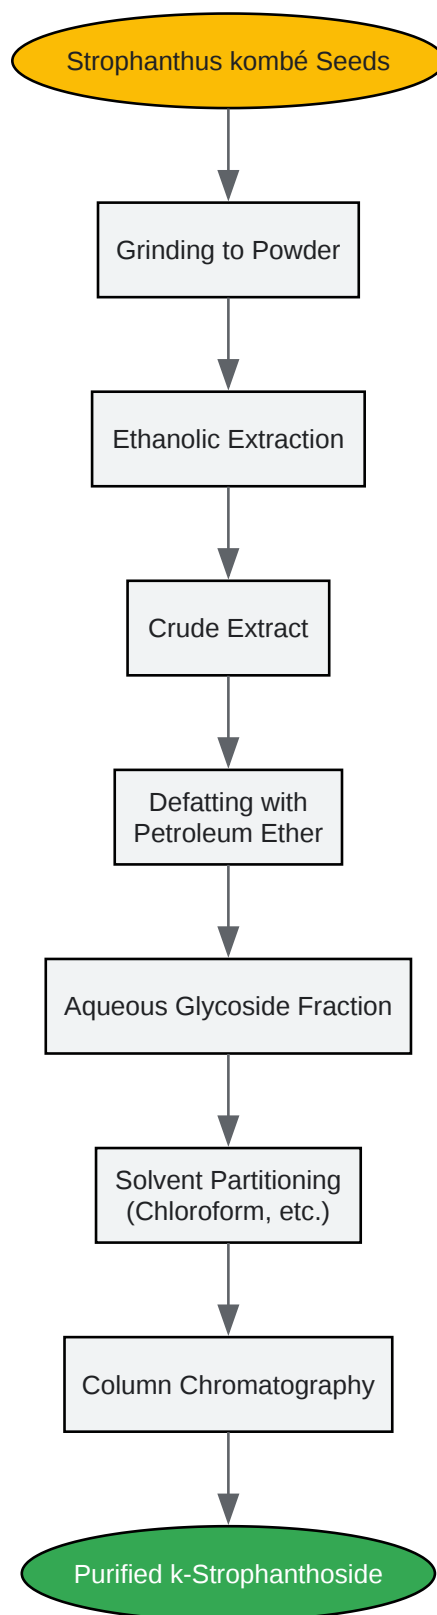 Strophanthus kombé Seeds
Grinding to Powder
Ethanolic Extraction
Crude Extract
Defatting with
Petroleum Ether
Aqueous Glycoside Fraction
Solvent Partitioning
(Chloroform, etc.)
Column Chromatography
Purified k-Strophanthoside